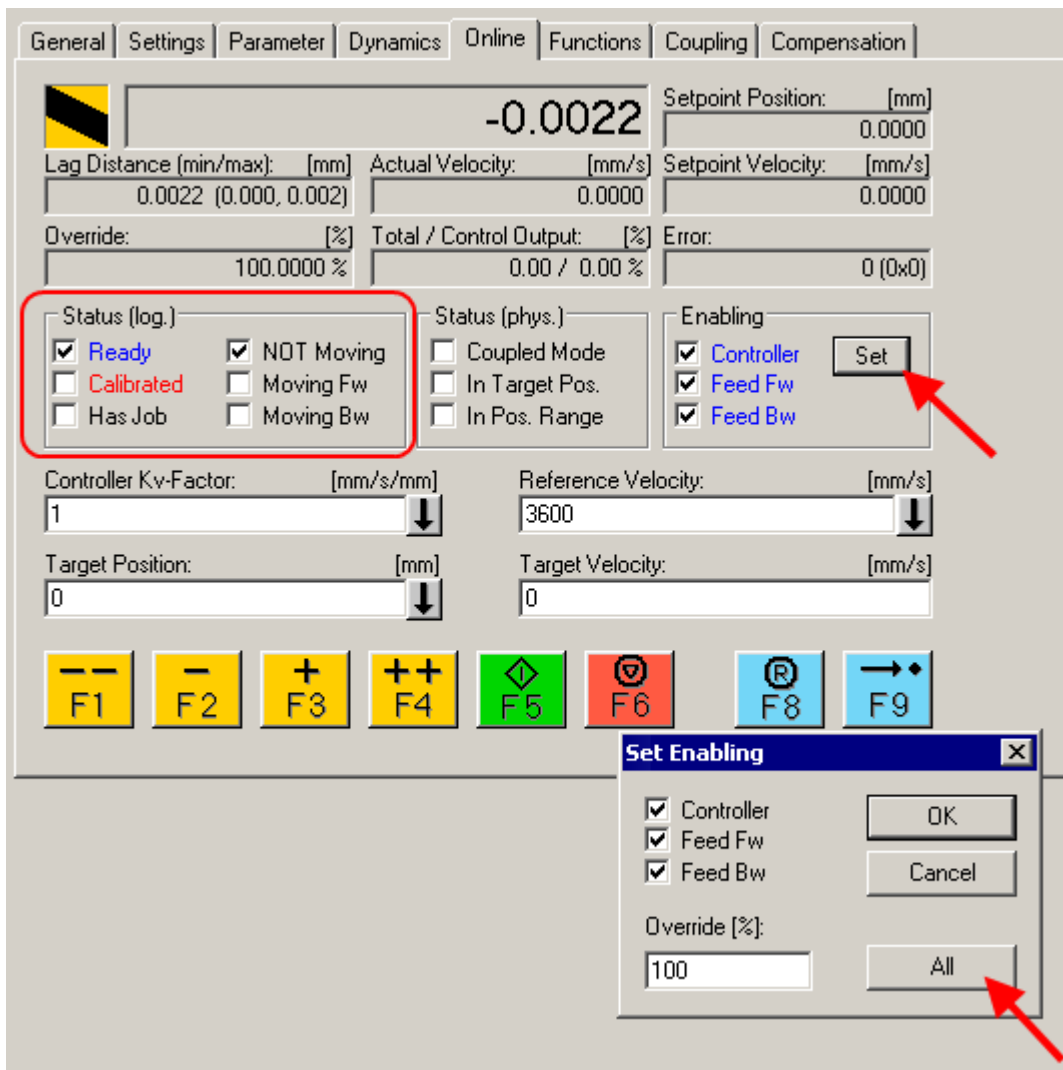 General Settings Parameter Dynamics Online Functions Coupling Compensation
-0.0022
Setpoint Position: [mm]
0.0000
Lag Distance (min/max): [mm] Actual Velocity: [mm/s] Setpoint Velocity: [mm/s]
0.0022 (0.000, 0.002) 0.0000 0.0000
Override: [%] Total / Control Output: [%] Error:
100.0000 % 0.00 / 0.00 % 0 (0x0)
Status (log.) Status (phys.) Enabling
Ready NOT Moving Coupled Mode Controller Set
Calibrated Moving Fw In Target Pos. Feed Fw
Has Job Moving Bw In Pos. Range Feed Bw
Controller Kv-Factor: [mm/s/mm] Reference Velocity: [mm/s]
1 3600
Target Position: [mm] Target Velocity: [mm/s]
0 0
-- - + ++ R
F1 F2 F3 F4 F5 F6 F8 F9
Set Enabling
Controller OK
Feed Fw
Feed Bw Cancel
Override [%]:
100 All